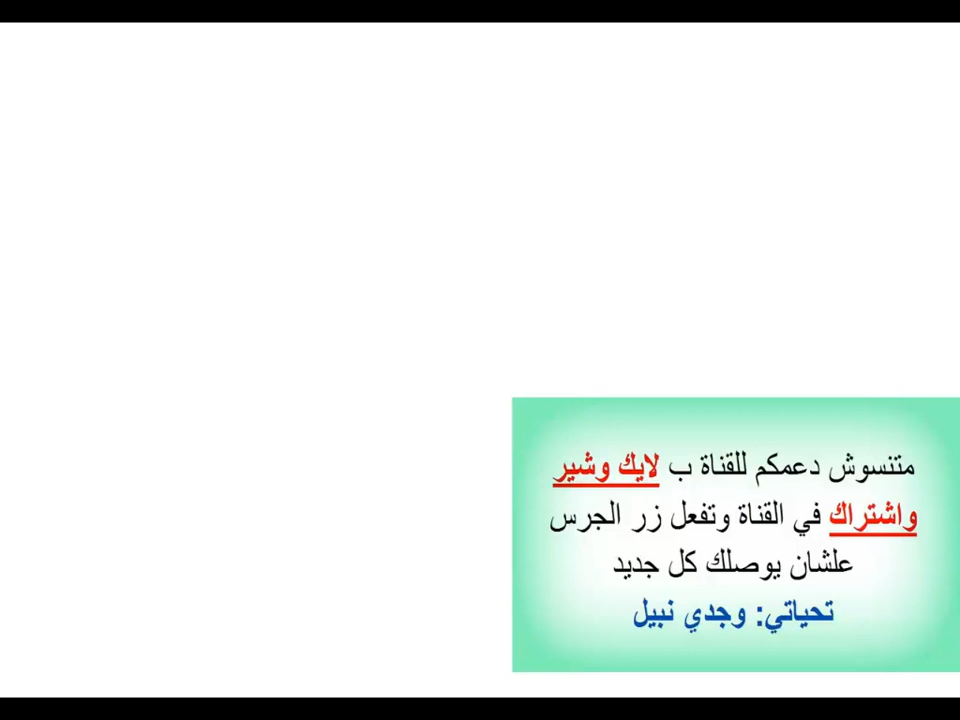 متنسوش دعمكم للقناة ب لايك وشير
واشتراك في القناة وتفعل زر الجرس
علشان يوصلك كل جديد
تحياتي: وجدي نبيل